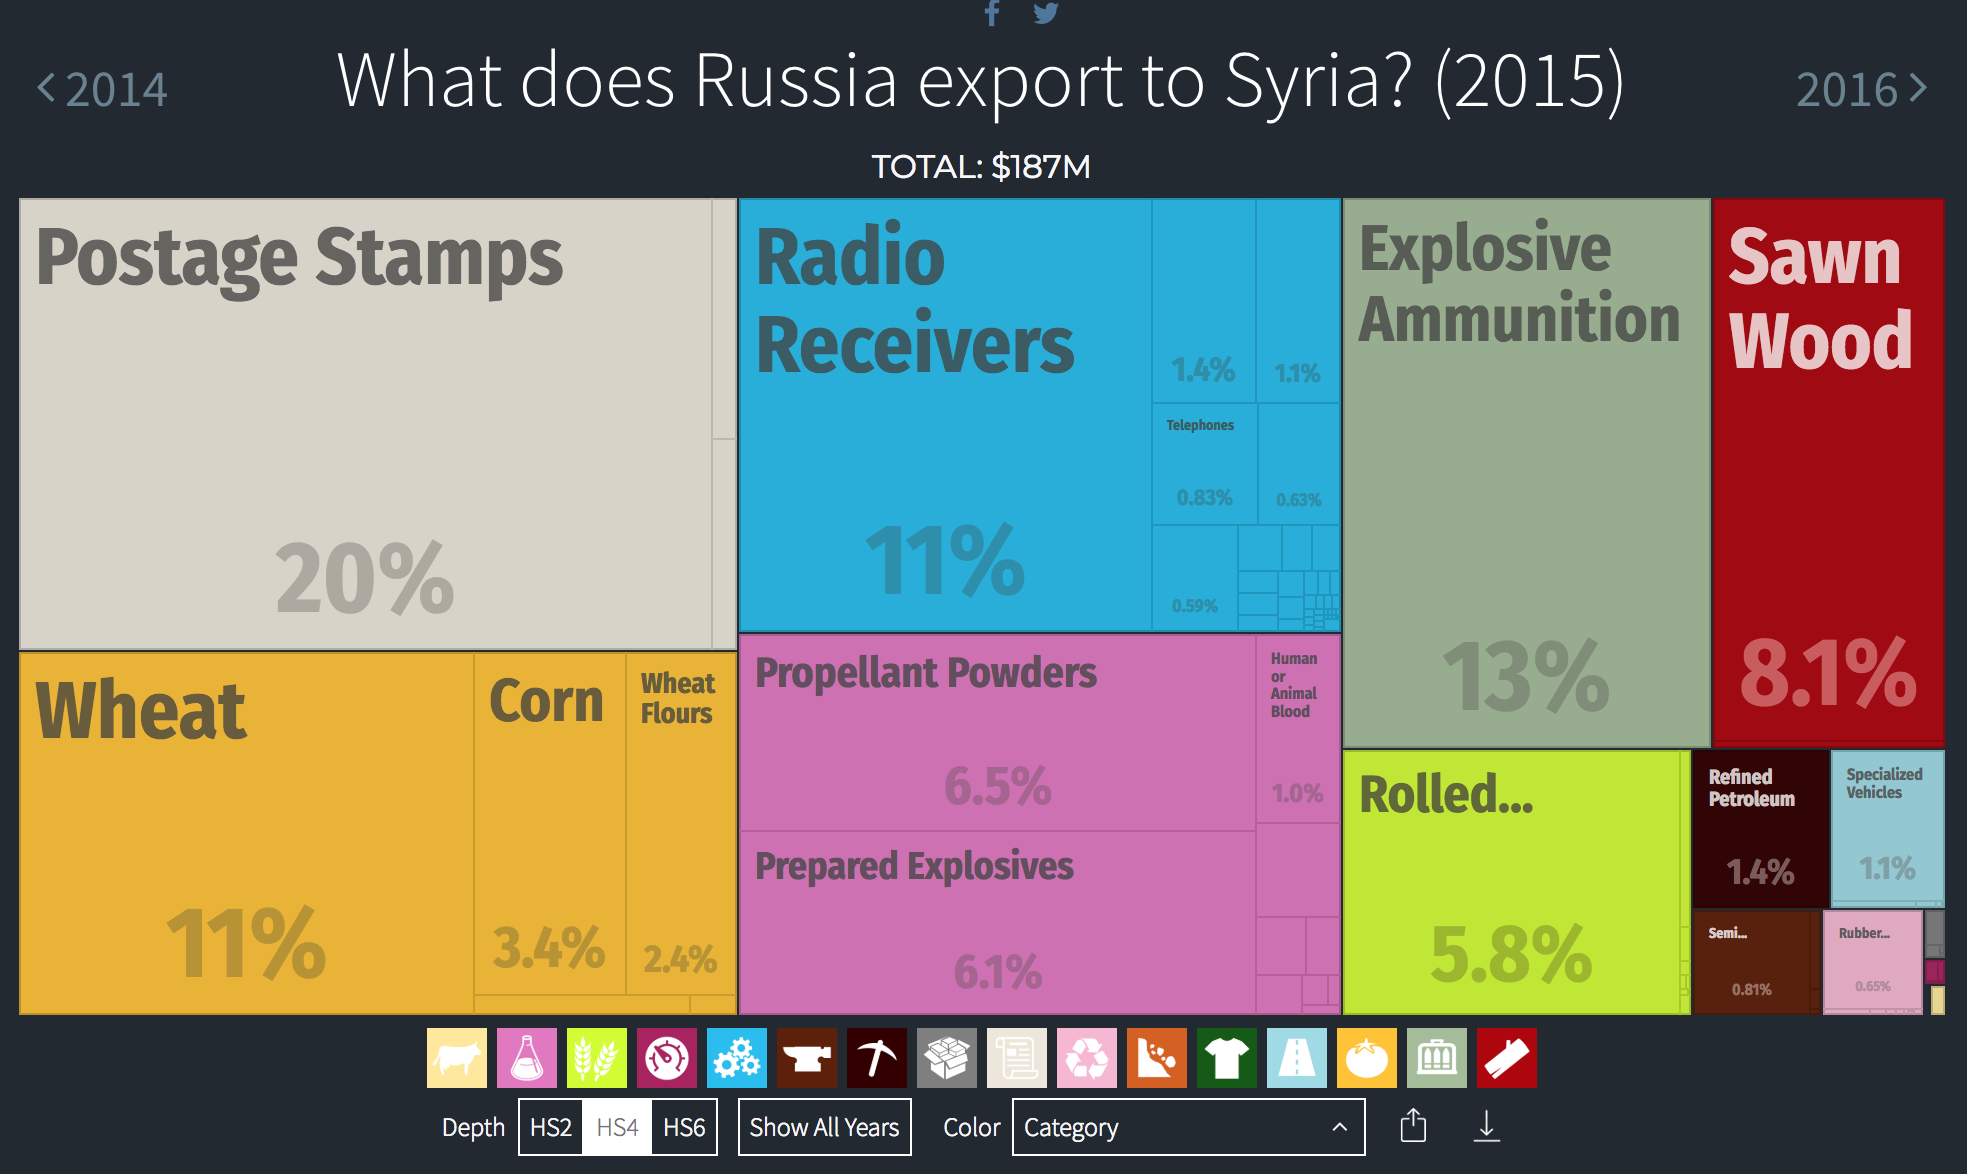 2014
What does Russia export to Syria? (2015)
2016
TOTAL: $187M
Postage Stamps
20%
Radio
Receivers
11%
1.4%
1.1%
Telephones
0.83%
0.63%
0.59%
Explosive
Ammunition
13%
Sawn
Wood
8.1%
Wheat
11%
Corn
3.4%
Wheat
Flours
2.4%
Propellant Powders
6.5%
Human
or
Animal
Blood
1.0%
Prepared Explosives
6.1%
Rolled...
5.8%
Refined
Petroleum
1.4%
Specialized
Vehicles
1.1%
Semi...
0.81%
Rubber...
0.65%
Depth HS2 HS4 HS6 Show All Years Color Category